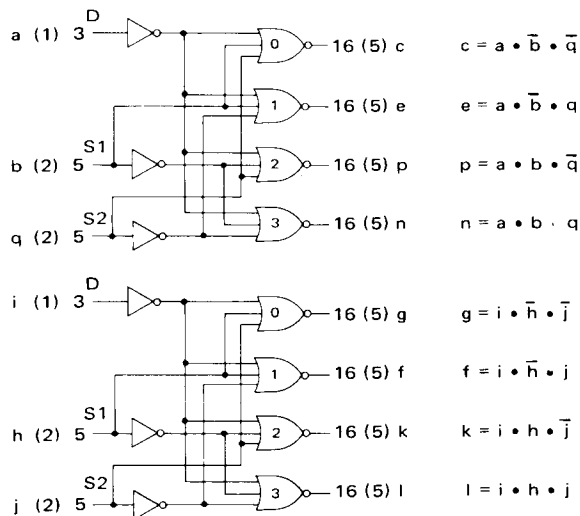 D
a (1) 3 0 16 (5) c c = a • b̅ • q̅
1 16 (5) e e = a • b̅ • q
S1
b (2) 5 2 16 (5) p p = a • b • q̅
S2
q (2) 5 3 16 (5) n n = a • b · q
D
i (1) 3 0 16 (5) g g = i • h̅ • j̅
1 16 (5) f f = i • h̅ • j
S1
h (2) 5 2 16 (5) k k = i • h • j̅
S2
j (2) 5 3 16 (5) l l = i • h • j